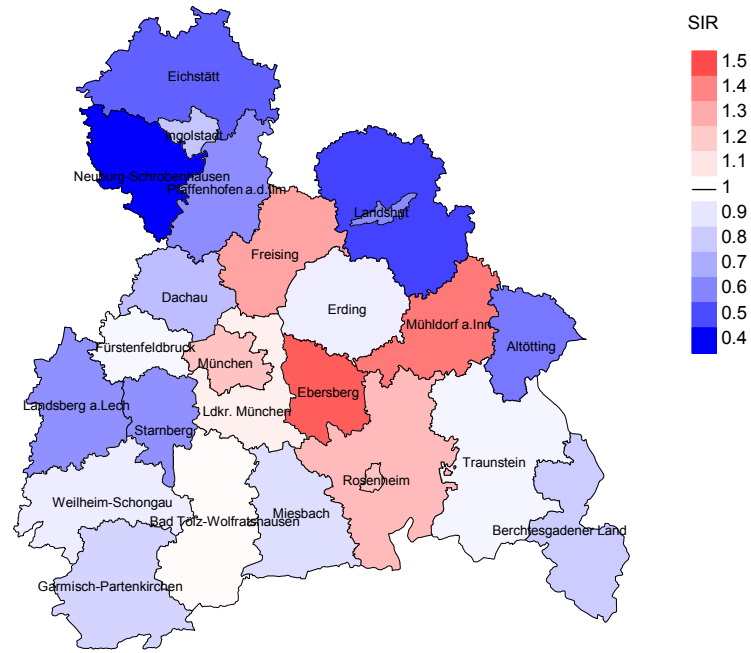 SIR
1.5
1.4
1.3
1.2
1.1
1
0.9
0.8
0.7
0.6
0.5
0.4
Eichstätt
Ingolstadt
Neuburg-Schrobenhausen
Pfaffenhofen a.d.Ilm
Landshut
Freising
Dachau
Erding
Mühldorf a.Inn
Altötting
Fürstenfeldbruck
München
Ebersberg
Landsberg a.Lech
Starnberg
Ldkr. München
Traunstein
Rosenheim
Weilheim-Schongau
Miesbach
Bad Tölz-Wolfratshausen
Berchtesgadener Land
Garmisch-Partenkirchen